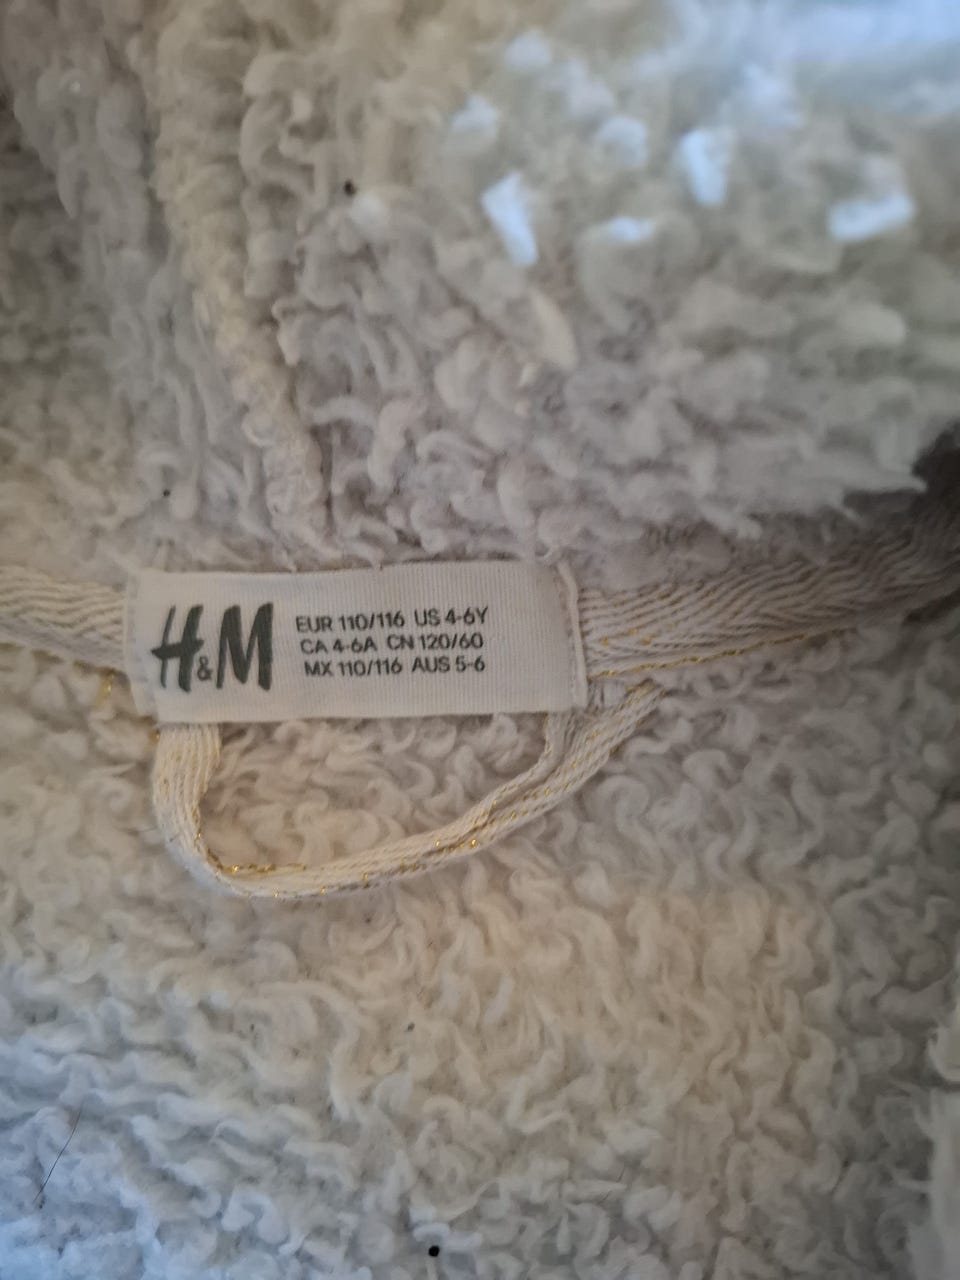 H&M
EUR 110/116 US 4-6Y
CA 4-6A CN 120/60
MX 110/116 AUS 5-6